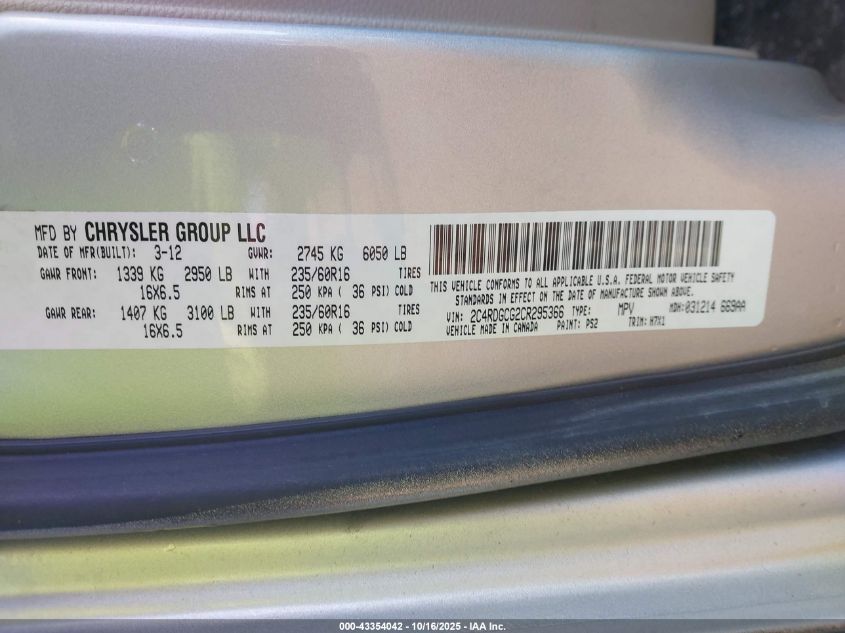 MFD BY CHRYSLER GROUP LLC
DATE OF MFR(BUILT): 3-12 GVWR: 2745 KG 6050 LB
GAWR FRONT: 1339 KG 2950 LB WITH 235/60R16 TIRES
16X6.5 RIMS AT 250 KPA ( 36 PSI) COLD
GAWR REAR: 1407 KG 3100 LB WITH 235/60R16 TIRES
16X6.5 RIMS AT 250 KPA ( 36 PSI) COLD
THIS VEHICLE CONFORMS TO ALL APPLICABLE U.S.A. FEDERAL MOTOR VEHICLE SAFETY
STANDARDS IN EFFECT ON THE DATE OF MANUFACTURE SHOWN ABOVE.
VIN: 2C4RDGCG2CR295366 TYPE: MPV MDH:031214 669AA
VEHICLE MADE IN CANADA PAINT: PS2 TRIM: H7X1
000-43354042 - 10/16/2025 - IAA Inc.